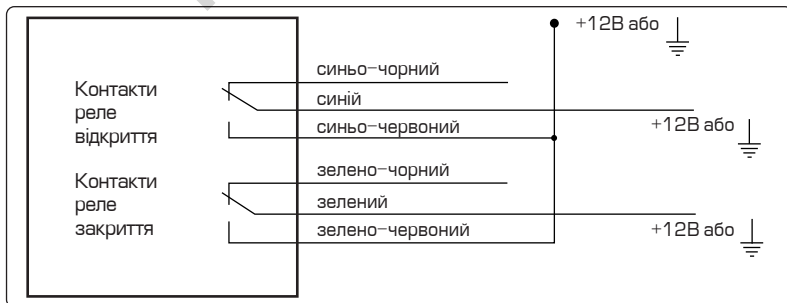 +12В або
синьо–чорний
Контакти
реле
відкриття
синій
синьо–червоний
+12В або
зелено–чорний
Контакти
реле
закриття
зелений
зелено–червоний
+12В або